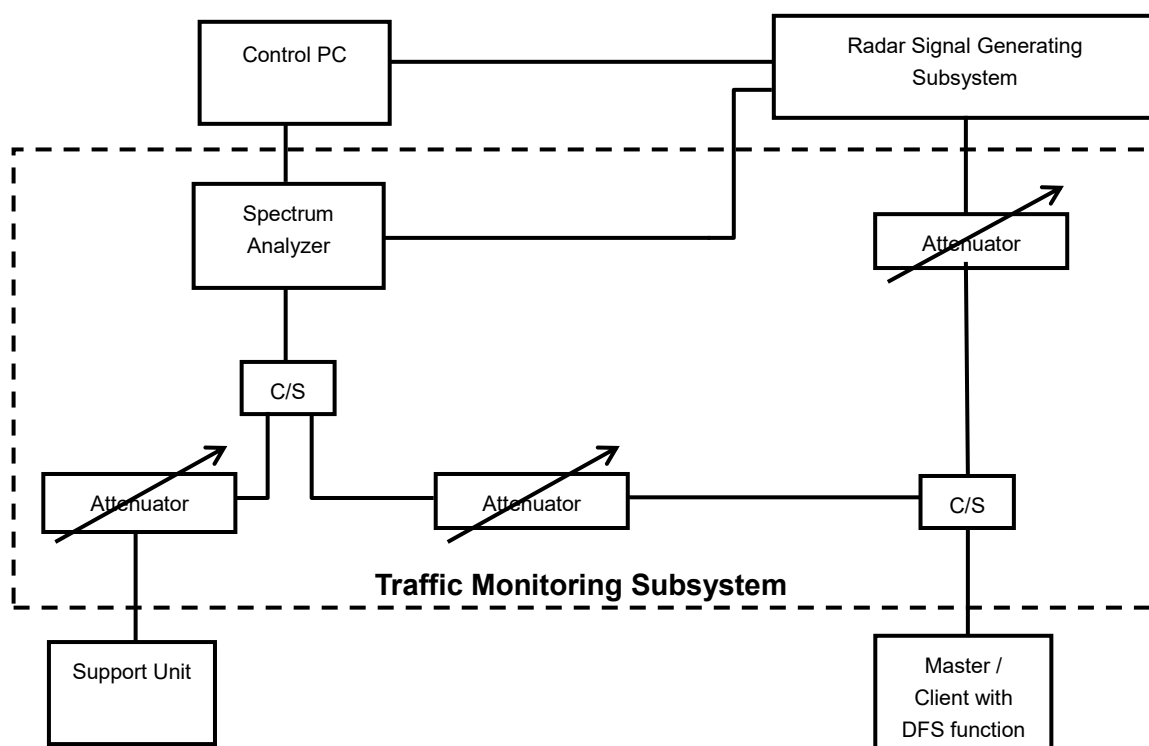 Control PC
Radar Signal Generating
Subsystem
Spectrum
Analyzer
Attenuator
C/S
Attenuator
Attenuator
C/S
Traffic Monitoring Subsystem
Support Unit
Master /
Client with
DFS function